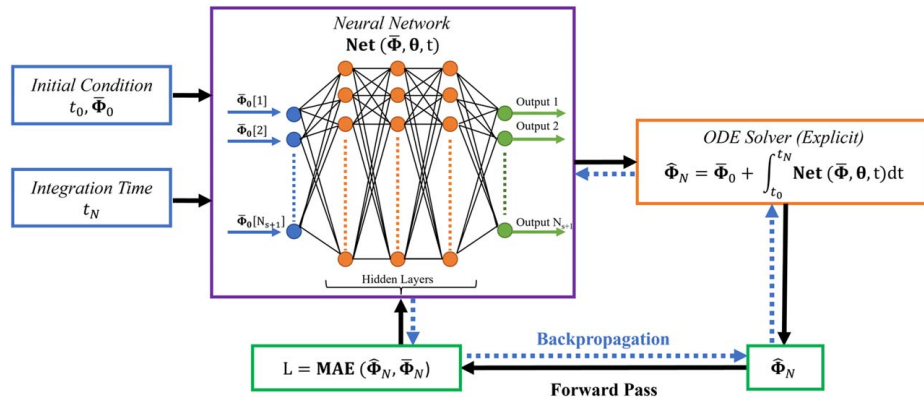 Neural Network
Net (Φ̄, θ, t)
Initial Condition
t₀, Φ̄₀
Integration Time
t_N
Φ̄₀[1]
Φ̄₀[2]
Φ̄₀[N_{s+1}]
Output 1
Output 2
Output N_{s+1}
Hidden Layers
ODE Solver (Explicit)
Φ̂_N = Φ̄₀ + ∫_{t₀}^{t_N} Net (Φ̄, θ, t)dt
Backpropagation
L = MAE (Φ̂_N, Φ̄_N)
Φ̂_N
Forward Pass